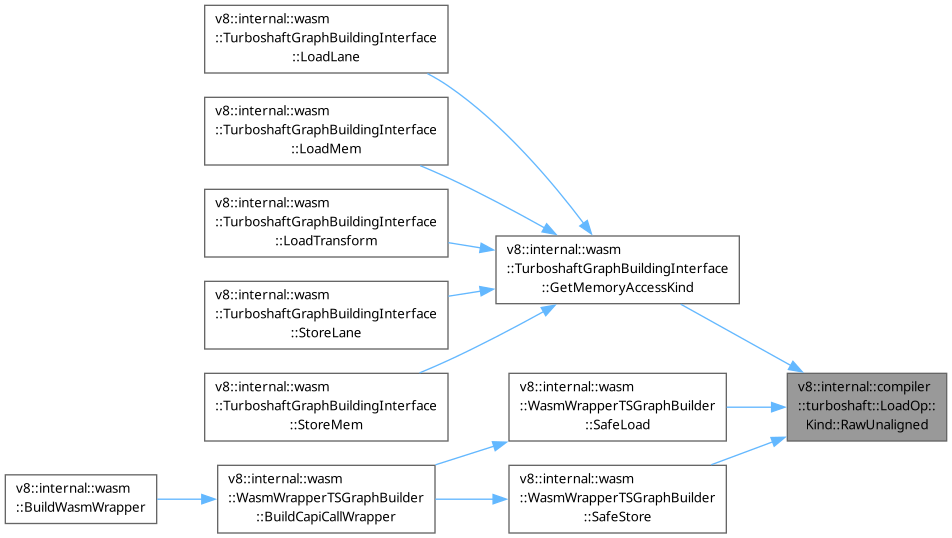 v8::internal::wasm
::TurboshaftGraphBuildingInterface
::LoadLane
v8::internal::wasm
::TurboshaftGraphBuildingInterface
::LoadMem
v8::internal::wasm
::TurboshaftGraphBuildingInterface
::LoadTransform
v8::internal::wasm
::TurboshaftGraphBuildingInterface
::GetMemoryAccessKind
v8::internal::wasm
::TurboshaftGraphBuildingInterface
::StoreLane
v8::internal::wasm
::TurboshaftGraphBuildingInterface
::StoreMem
v8::internal::wasm
::WasmWrapperTSGraphBuilder
::SafeLoad
v8::internal::compiler
::turboshaft::LoadOp::
Kind::RawUnaligned
v8::internal::wasm
::BuildWasmWrapper
v8::internal::wasm
::WasmWrapperTSGraphBuilder
::BuildCapiCallWrapper
v8::internal::wasm
::WasmWrapperTSGraphBuilder
::SafeStore